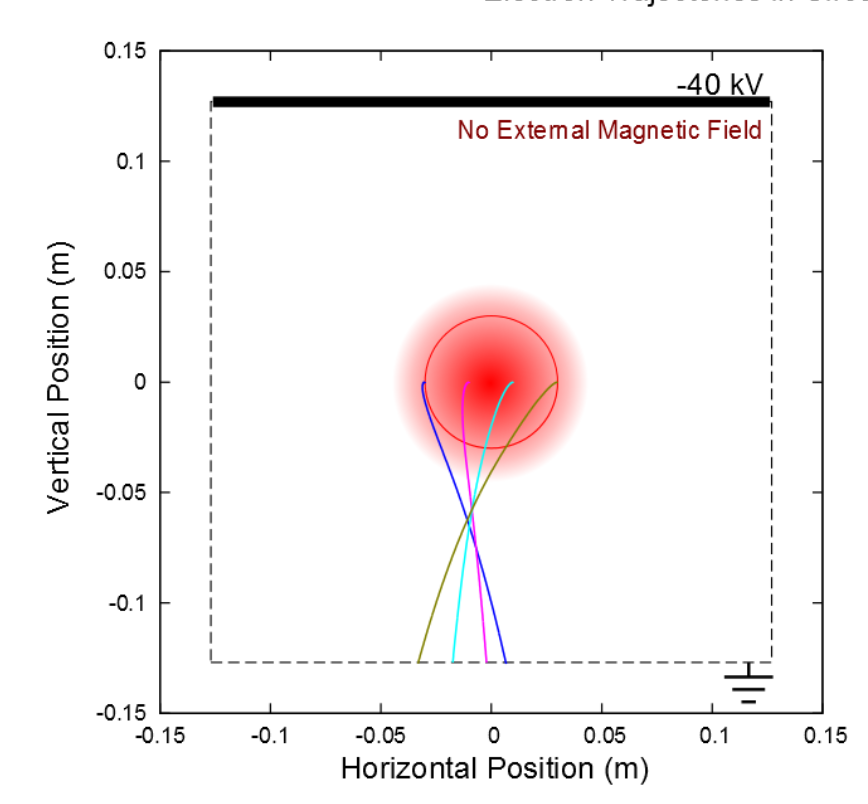 0.15
-40 kV
No External Magnetic Field
0.1
0.05
0
-0.05
-0.1
-0.15
Vertical Position (m)
-0.15 -0.1 -0.05 0 0.05 0.1 0.15
Horizontal Position (m)